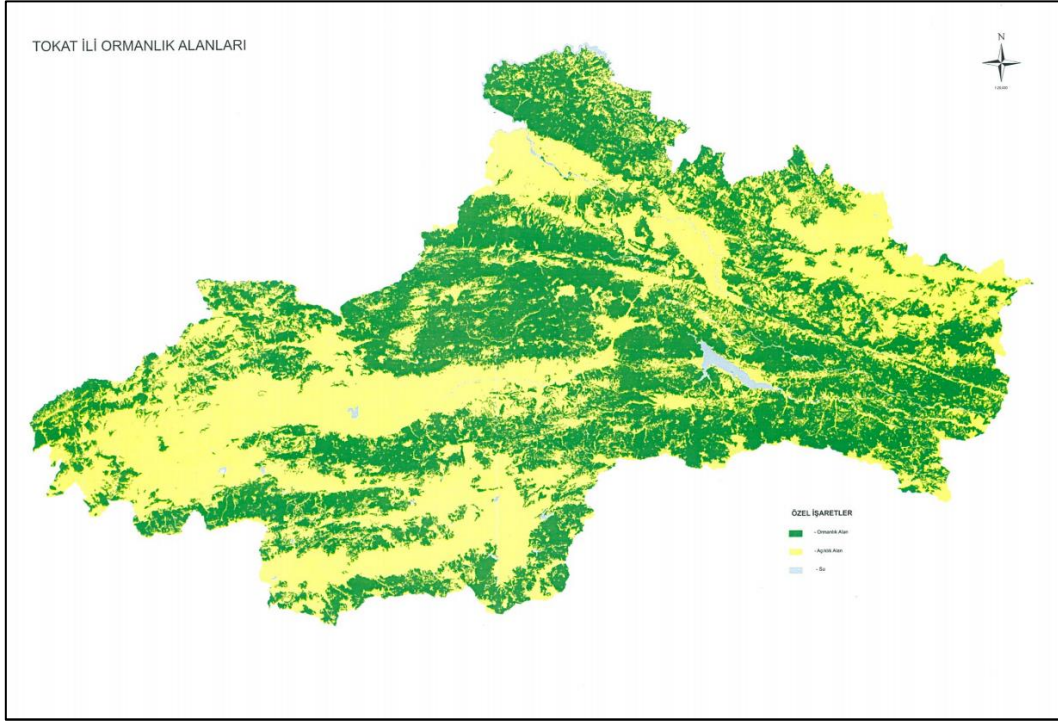 TOKAT İLİ ORMANLIK ALANLARI
N
ÖZEL İŞARETLER
- Ormanlık Alan
- Açıklık Alan
- Su